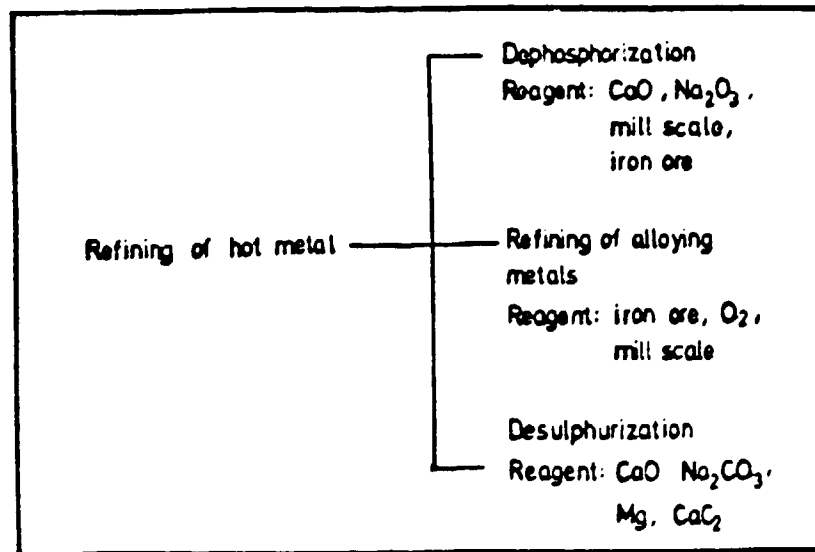 Dephosphorization
Reagent: CaO, Na₂O₃,
mill scale,
iron ore
Refining of hot metal
Refining of alloying
metals
Reagent: iron ore, O₂,
mill scale
Desulphurization
Reagent: CaO Na₂CO₃,
Mg, CaC₂